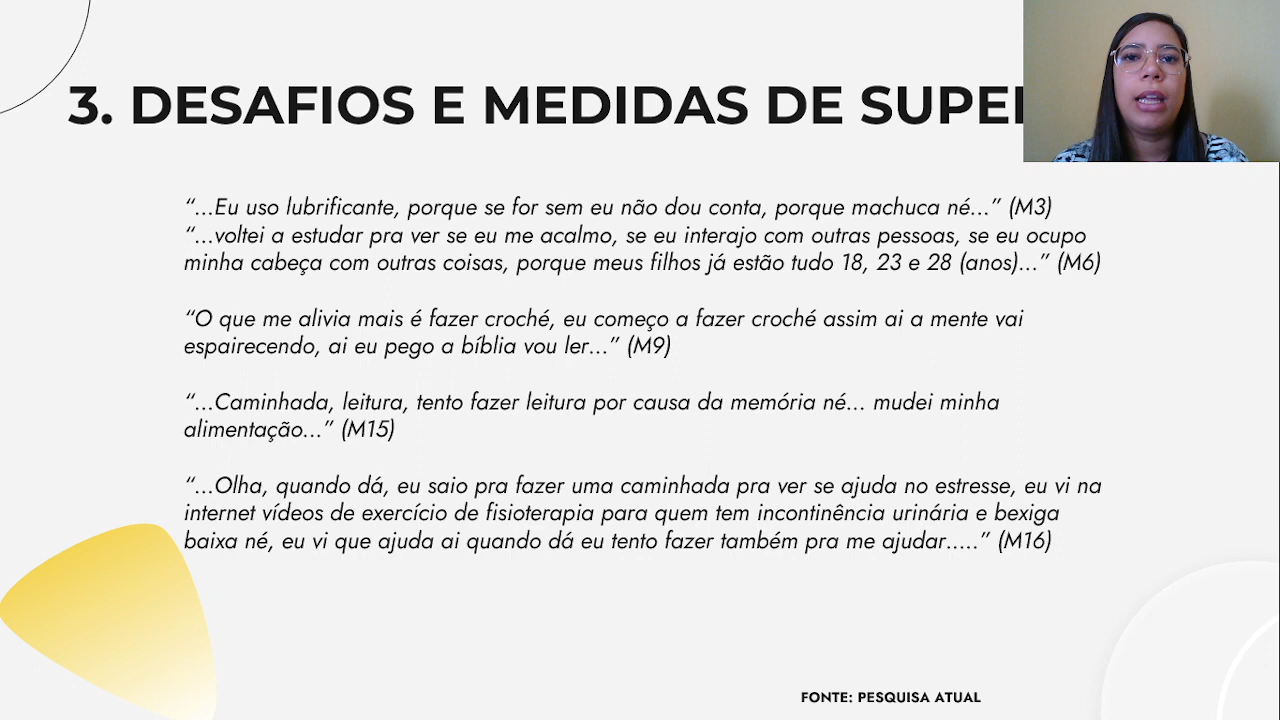 3. DESAFIOS E MEDIDAS DE
“...Eu uso lubrificante, porque se for sem eu não dou conta, porque machuca né...” (M3)
“...voltei a estudar pra ver se eu me acalmo, se eu interajo com outras pessoas, se eu ocupo
minha cabeça com outras coisas, porque meus filhos já estão tudo 18, 23 e 28 (anos)...” (M6)
“O que me alivia mais é fazer croché, eu começo a fazer croché assim ai a mente vai
espairecendo, ai eu pego a bíblia vou ler...” (M9)
“...Caminhada, leitura, tento fazer leitura por causa da memória né... mudei minha
alimentação...” (M15)
“...Olha, quando dá, eu saio pra fazer uma caminhada pra ver se ajuda no estresse, eu vi na
internet vídeos de exercício de fisioterapia para quem tem incontinência urinária e bexiga
baixa né, eu vi que ajuda ai quando dá eu tento fazer também pra me ajudar.....” (M16)
FONTE: PESQUISA ATUAL